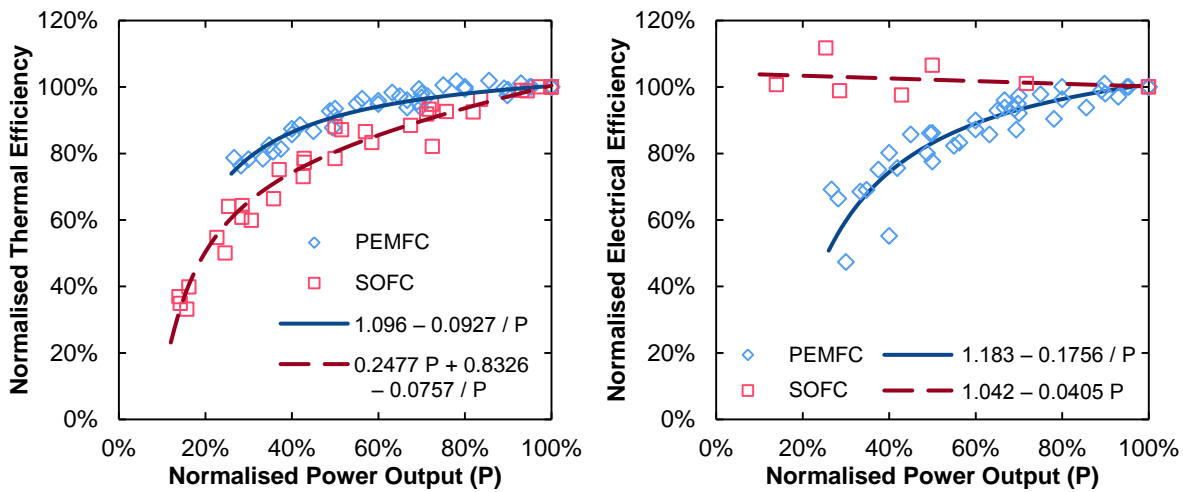 Normalised Thermal Efficiency
120%
100%
80%
60%
40%
20%
0%
PEMFC
SOFC
1.096 – 0.0927 / P
0.2477 P + 0.8326
– 0.0757 / P
0% 20% 40% 60% 80% 100%
Normalised Power Output (P)
Normalised Electrical Efficiency
120%
100%
80%
60%
40%
20%
0%
PEMFC 1.183 – 0.1756 / P
SOFC 1.042 – 0.0405 P
0% 20% 40% 60% 80% 100%
Normalised Power Output (P)